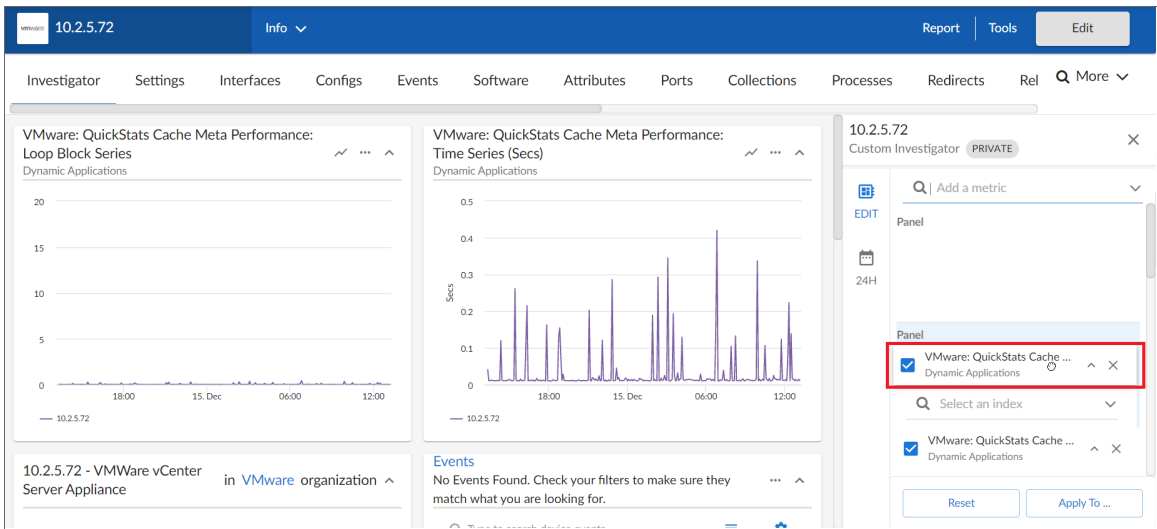 vmware 10.2.5.72 Info Report Tools Edit
Investigator Settings Interfaces Configs Events Software Attributes Ports Collections Processes Redirects Rel More
VMware: QuickStats Cache Meta Performance:
Loop Block Series
Dynamic Applications
20
15
10
5
0
18:00 15. Dec 06:00 12:00
10.2.5.72
VMware: QuickStats Cache Meta Performance:
Time Series (Secs)
Dynamic Applications
0.5
0.4
0.3
Secs
0.2
0.1
0
18:00 15. Dec 06:00 12:00
10.2.5.72
10.2.5.72 - VMWare vCenter
Server Appliance
in VMware organization
Events
No Events Found. Check your filters to make sure they
match what you are looking for.
Type to search device events
10.2.5.72
Custom Investigator PRIVATE
EDIT
24H
Add a metric
Panel
Panel
VMware: QuickStats Cache ...
Dynamic Applications
Select an index
VMware: QuickStats Cache ...
Dynamic Applications
Reset Apply To ...